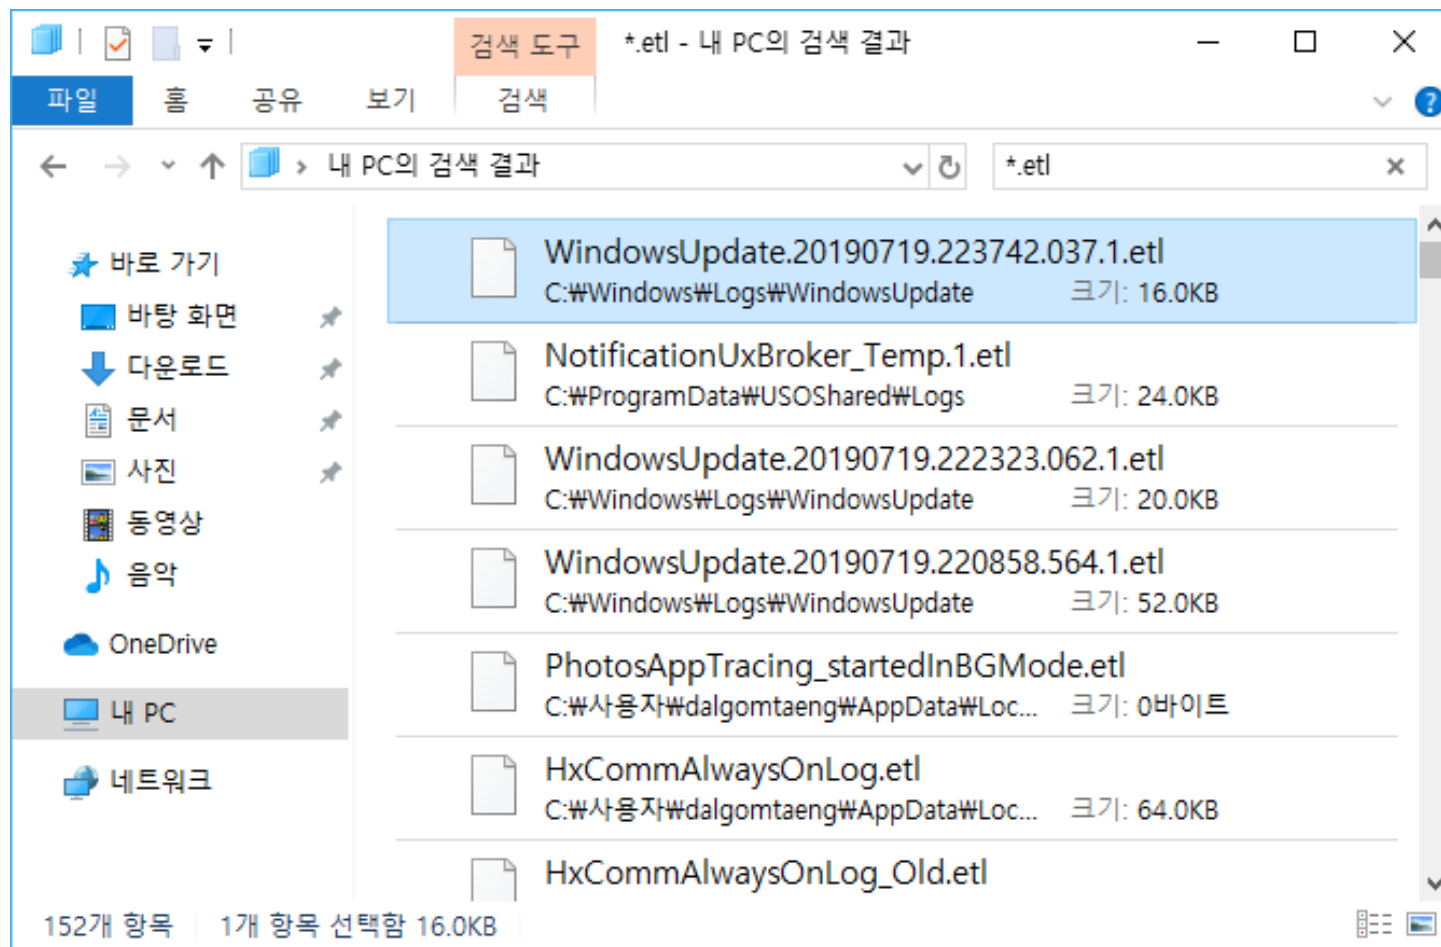 검색 도구 *.etl - 내 PC의 검색 결과
파일 홈 공유 보기 검색
내 PC의 검색 결과 *.etl
바로 가기
바탕 화면
다운로드
문서
사진
동영상
음악
OneDrive
내 PC
네트워크
WindowsUpdate.20190719.223742.037.1.etl
C:₩Windows₩Logs₩WindowsUpdate 크기: 16.0KB
NotificationUxBroker_Temp.1.etl
C:₩ProgramData₩USOShared₩Logs 크기: 24.0KB
WindowsUpdate.20190719.222323.062.1.etl
C:₩Windows₩Logs₩WindowsUpdate 크기: 20.0KB
WindowsUpdate.20190719.220858.564.1.etl
C:₩Windows₩Logs₩WindowsUpdate 크기: 52.0KB
PhotosAppTracing_startedInBGMode.etl
C:₩사용자₩dalgomtaeng₩AppData₩Loc... 크기: 0바이트
HxCommAlwaysOnLog.etl
C:₩사용자₩dalgomtaeng₩AppData₩Loc... 크기: 64.0KB
HxCommAlwaysOnLog_Old.etl
152개 항목 1개 항목 선택함 16.0KB